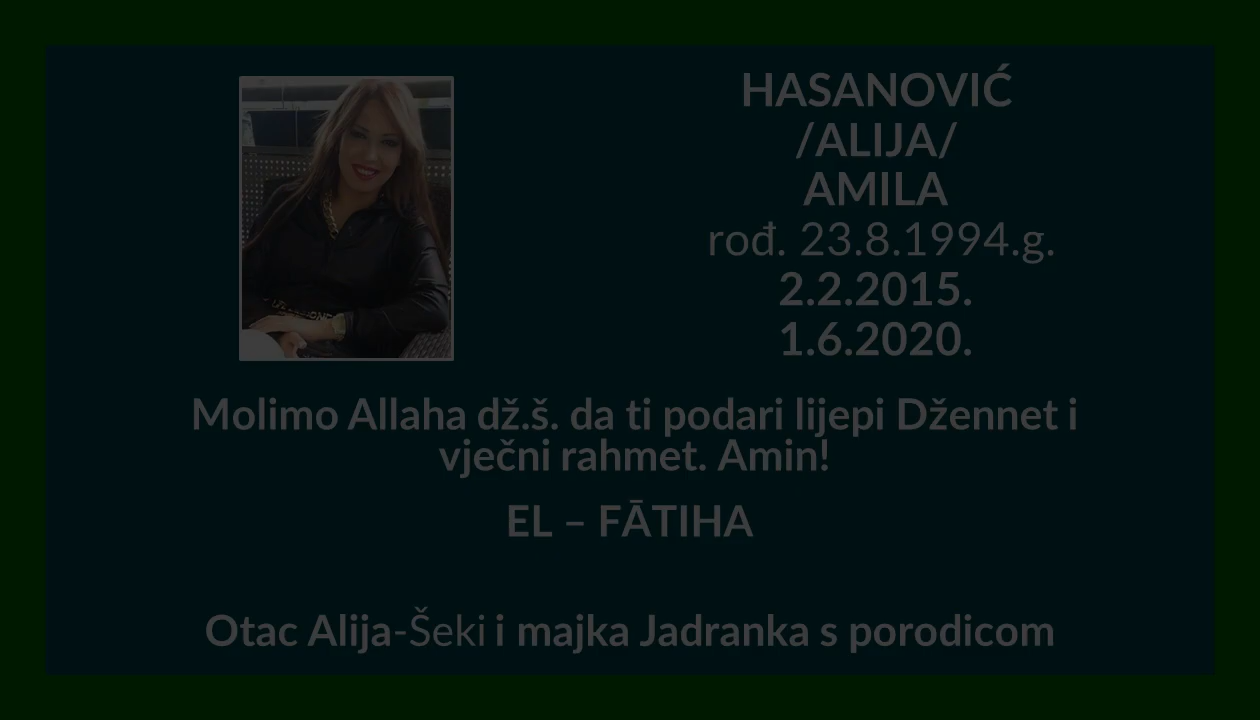 HASANOVIĆ
/ALIJA/
AMILA
rođ. 23.8.1994.g.
2.2.2015.
1.6.2020.
Molimo Allaha dž.š. da ti podari lijepi Džennet i
vječni rahmet. Amin!
EL – FĀTIHA
Otac Alija-Šeki i majka Jadranka s porodicom